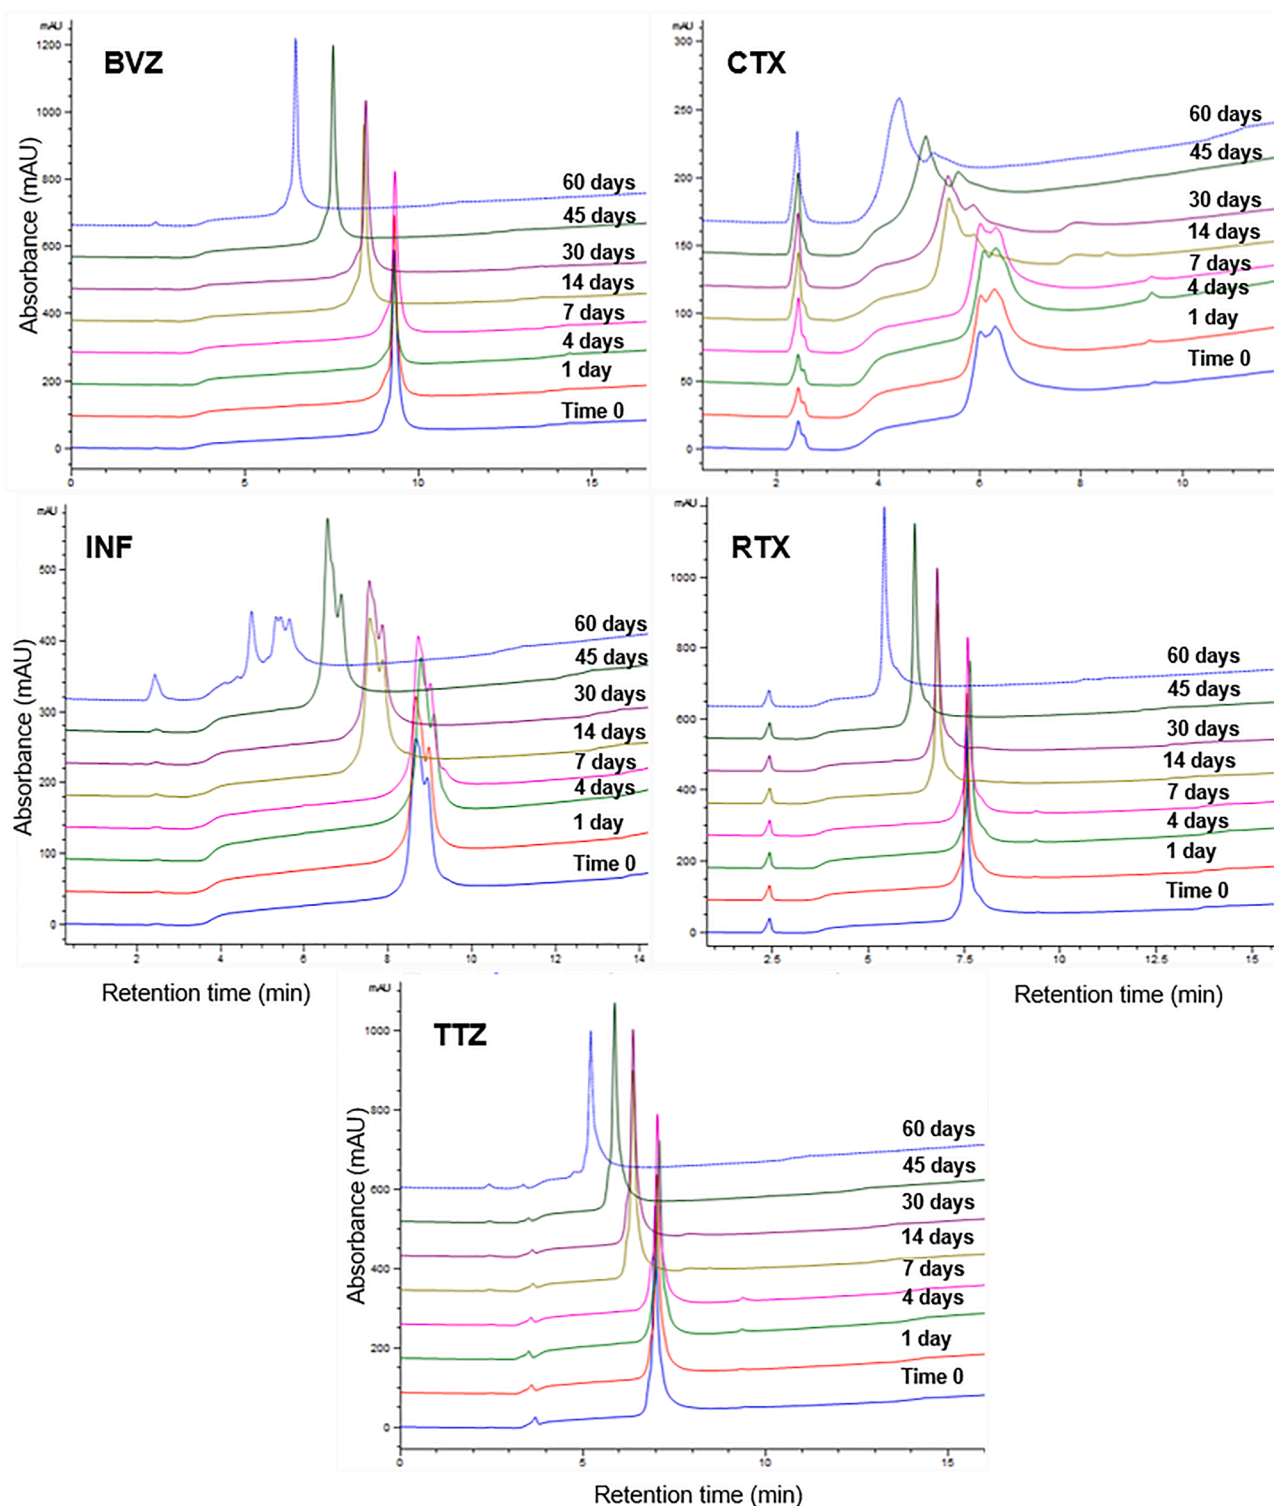 mAU
BVZ
1200
1000
800
600
400
200
0
Absorbance (mAU)
60 days
45 days
30 days
14 days
7 days
4 days
1 day
Time 0
0 5 10 15
mAU
CTX
300
250
200
150
100
50
0
60 days
45 days
30 days
14 days
7 days
4 days
1 day
Time 0
2 4 6 8 10
mAU
INF
500
400
300
200
100
0
Absorbance (mAU)
60 days
45 days
30 days
14 days
7 days
4 days
1 day
Time 0
2 4 6 8 10 12 14
Retention time (min)
mAU
RTX
1000
800
600
400
200
0
60 days
45 days
30 days
14 days
7 days
4 days
1 day
Time 0
2.5 5 7.5 10 12.5 15
Retention time (min)
mAU
TTZ
1000
800
600
400
200
0
Absorbance (mAU)
60 days
45 days
30 days
14 days
7 days
4 days
1 day
Time 0
0 5 10 15
Retention time (min)